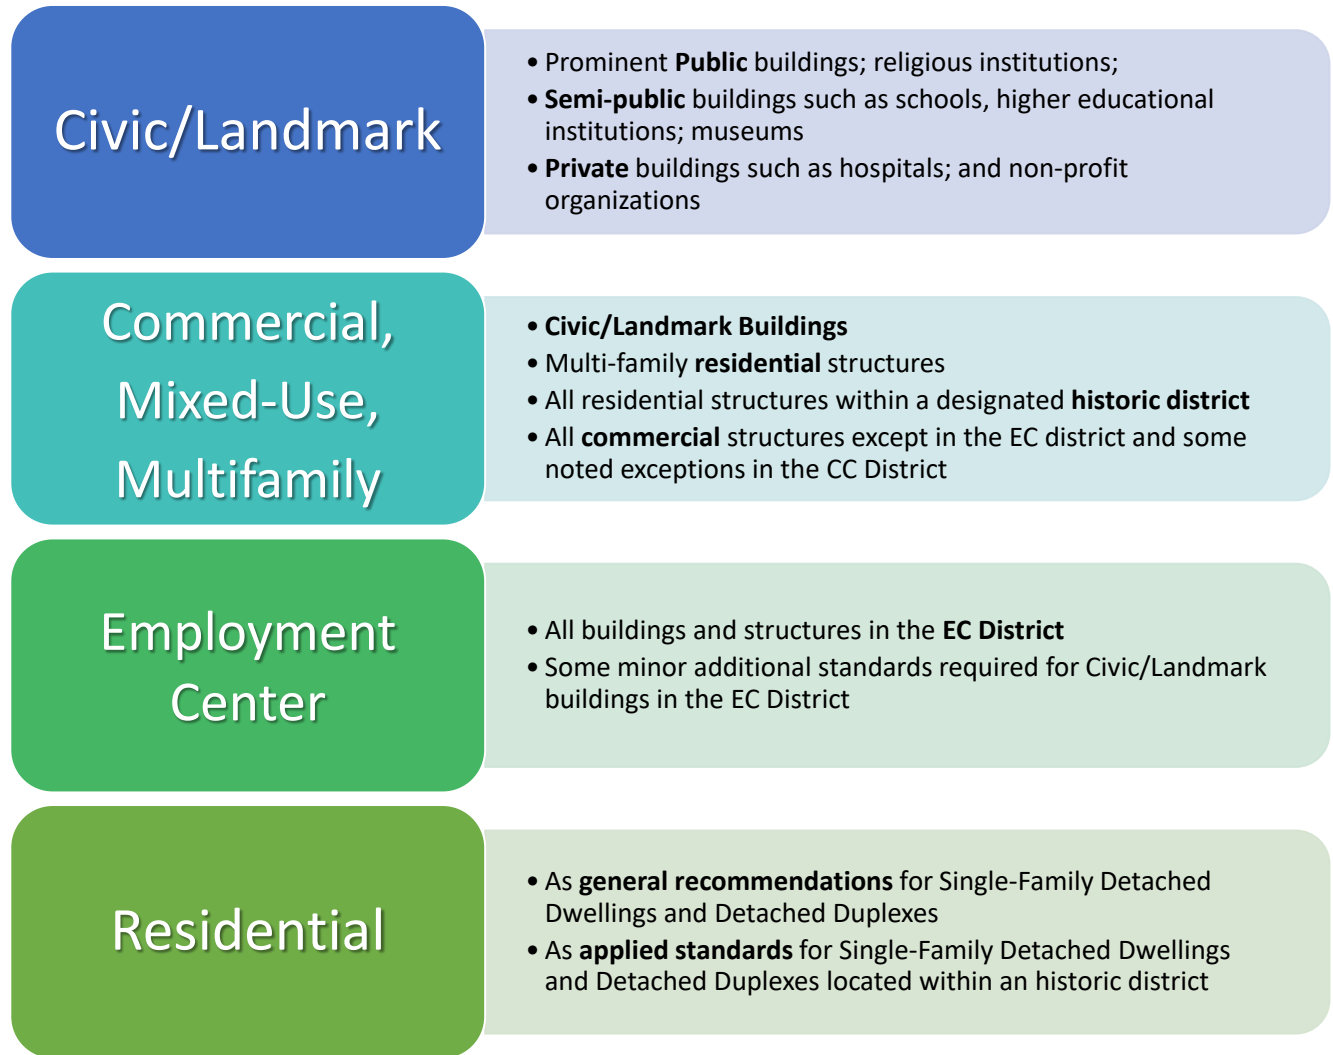 Civic/Landmark
• Prominent Public buildings; religious institutions;
• Semi-public buildings such as schools, higher educational
institutions; museums
• Private buildings such as hospitals; and non-profit
organizations
Commercial,
Mixed-Use,
Multifamily
• Civic/Landmark Buildings
• Multi-family residential structures
• All residential structures within a designated historic district
• All commercial structures except in the EC district and some
noted exceptions in the CC District
Employment
Center
• All buildings and structures in the EC District
• Some minor additional standards required for Civic/Landmark
buildings in the EC District
Residential
• As general recommendations for Single-Family Detached
Dwellings and Detached Duplexes
• As applied standards for Single-Family Detached Dwellings
and Detached Duplexes located within an historic district